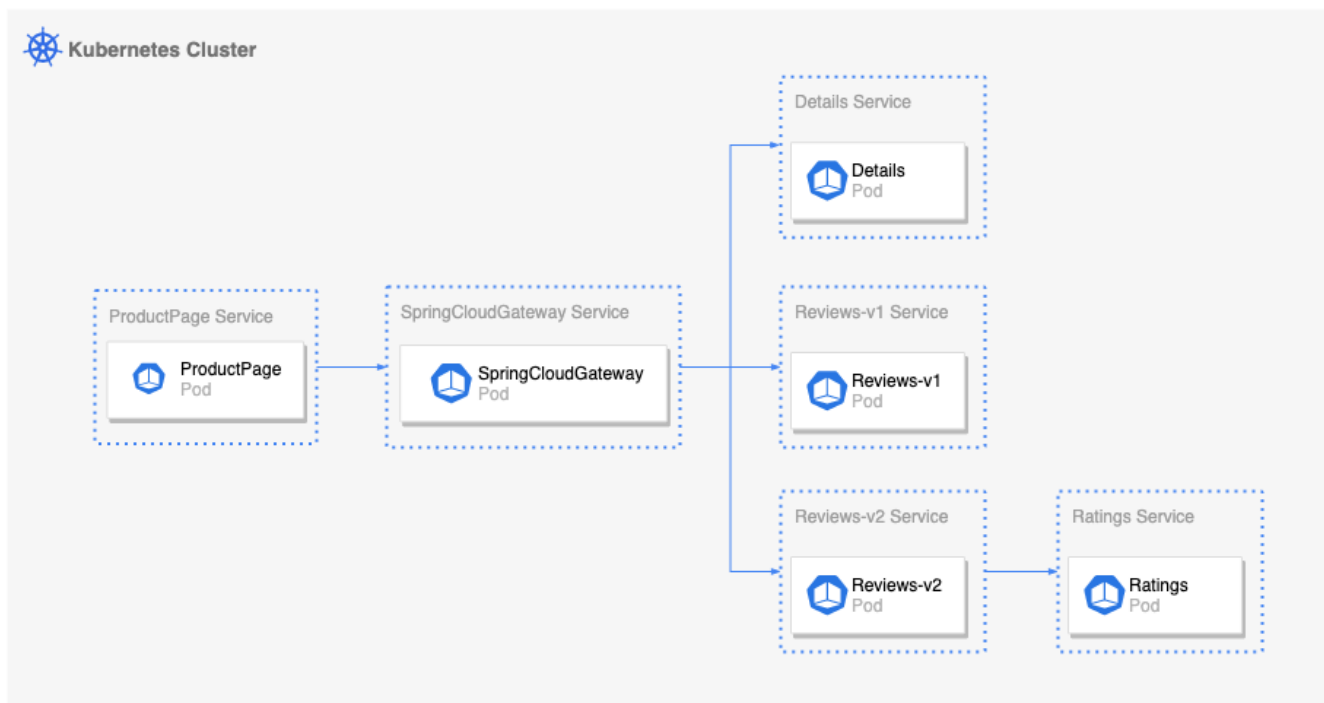 Kubernetes Cluster
Details Service
Details
Pod
ProductPage Service
ProductPage
Pod
SpringCloudGateway Service
SpringCloudGateway
Pod
Reviews-v1 Service
Reviews-v1
Pod
Reviews-v2 Service
Reviews-v2
Pod
Ratings Service
Ratings
Pod